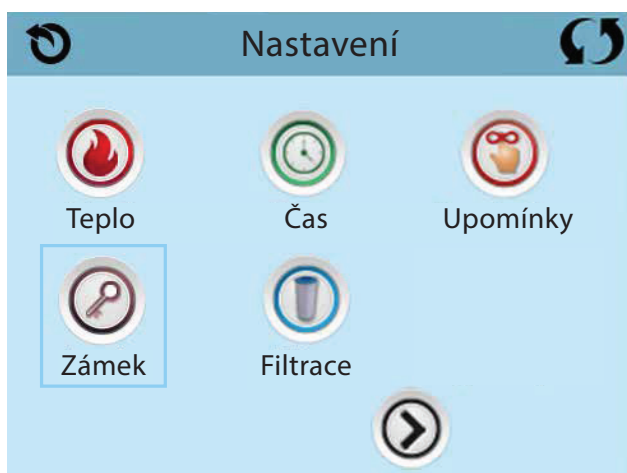 Nastavení
Teplo
Čas
Upomínky
Zámek
Filtrace